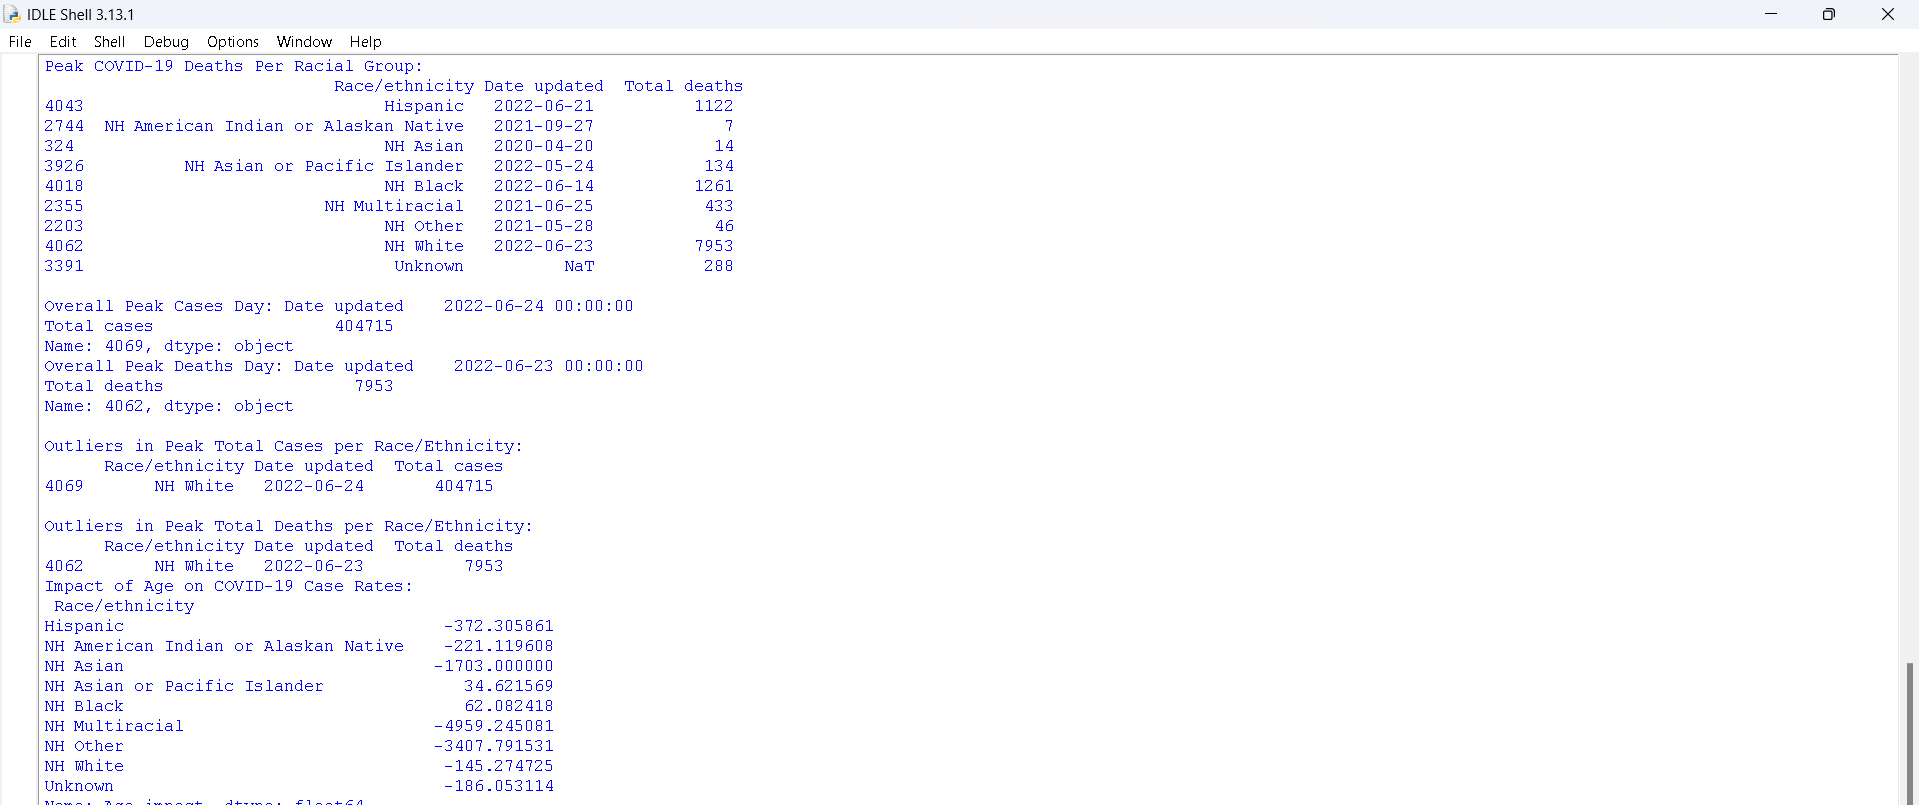 IDLE Shell 3.13.1
File Edit Shell Debug Options Window Help
Peak COVID-19 Deaths Per Racial Group:
Race/ethnicity Date updated Total deaths
4043 Hispanic 2022-06-21 1122
2744 NH American Indian or Alaskan Native 2021-09-27 7
324 NH Asian 2020-04-20 14
3926 NH Asian or Pacific Islander 2022-05-24 134
4018 NH Black 2022-06-14 1261
2355 NH Multiracial 2021-06-25 433
2203 NH Other 2021-05-28 46
4062 NH White 2022-06-23 7953
3391 Unknown NaT 288
Overall Peak Cases Day: Date updated 2022-06-24 00:00:00
Total cases 404715
Name: 4069, dtype: object
Overall Peak Deaths Day: Date updated 2022-06-23 00:00:00
Total deaths 7953
Name: 4062, dtype: object
Outliers in Peak Total Cases per Race/Ethnicity:
Race/ethnicity Date updated Total cases
4069 NH White 2022-06-24 404715
Outliers in Peak Total Deaths per Race/Ethnicity:
Race/ethnicity Date updated Total deaths
4062 NH White 2022-06-23 7953
Impact of Age on COVID-19 Case Rates:
Race/ethnicity
Hispanic -372.305861
NH American Indian or Alaskan Native -221.119608
NH Asian -1703.000000
NH Asian or Pacific Islander 34.621569
NH Black 62.082418
NH Multiracial -4959.245081
NH Other -3407.791531
NH White -145.274725
Unknown -186.053114
Name: Age impact, dtype: float64